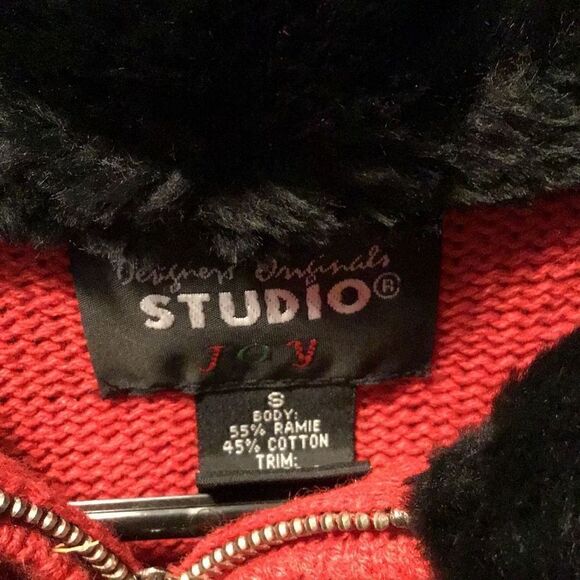 Designers Originals
STUDIO®
JOY
S
BODY:
55% RAMIE
45% COTTON
TRIM: